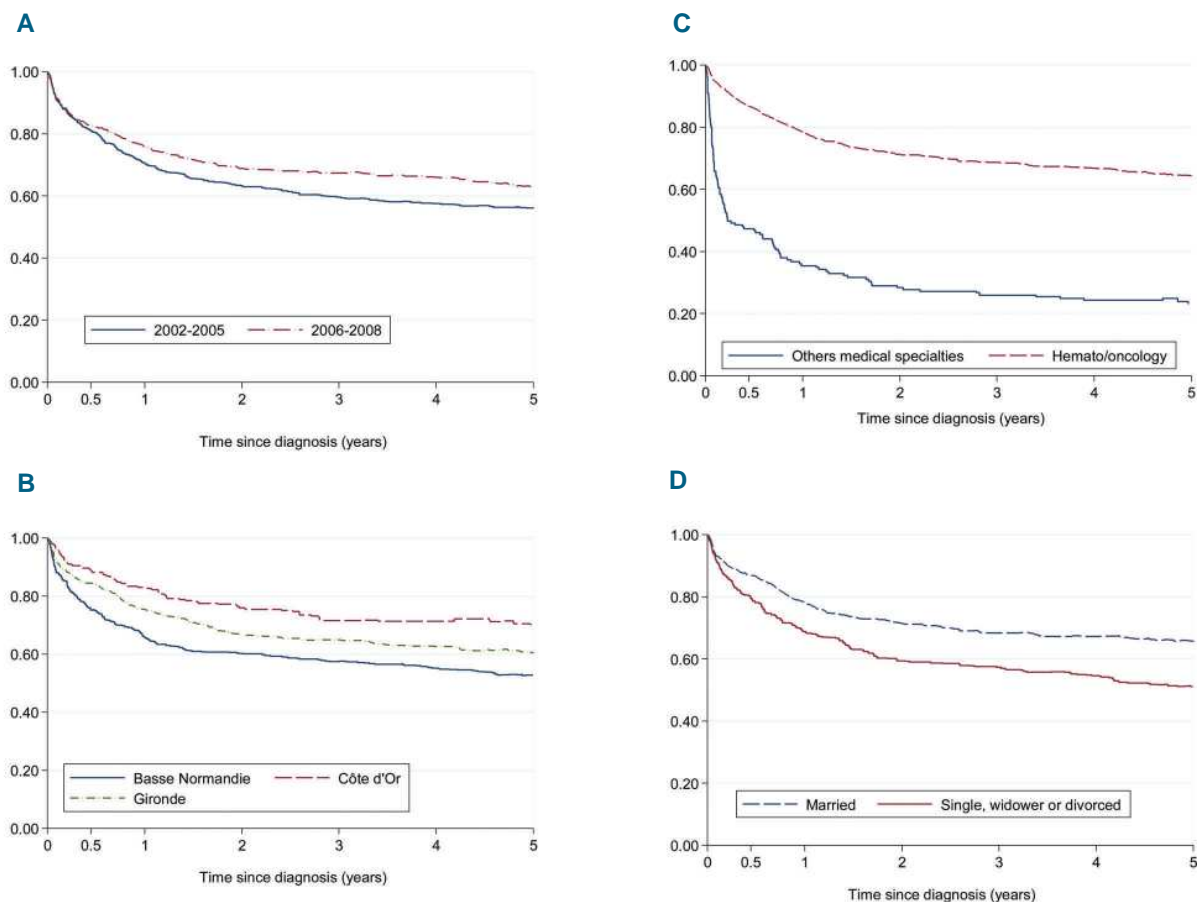 A
1.00
0.80
0.60
0.40
0.20
0.00
2002-2005 2006-2008
0 0.5 1 2 3 4 5
Time since diagnosis (years)
B
1.00
0.80
0.60
0.40
0.20
0.00
Basse Normandie Côte d'Or
Gironde
0 0.5 1 2 3 4 5
Time since diagnosis (years)
C
1.00
0.80
0.60
0.40
0.20
0.00
Others medical specialties Hemato/oncology
0 0.5 1 2 3 4 5
Time since diagnosis (years)
D
1.00
0.80
0.60
0.40
0.20
0.00
Married Single, widower or divorced
0 0.5 1 2 3 4 5
Time since diagnosis (years)